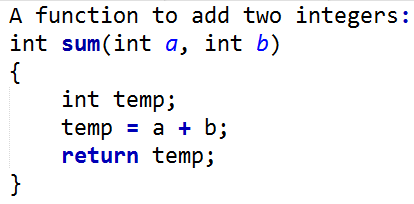 A function to add two integers:
int sum(int a, int b)
{
    int temp;
    temp = a + b;
    return temp;
}